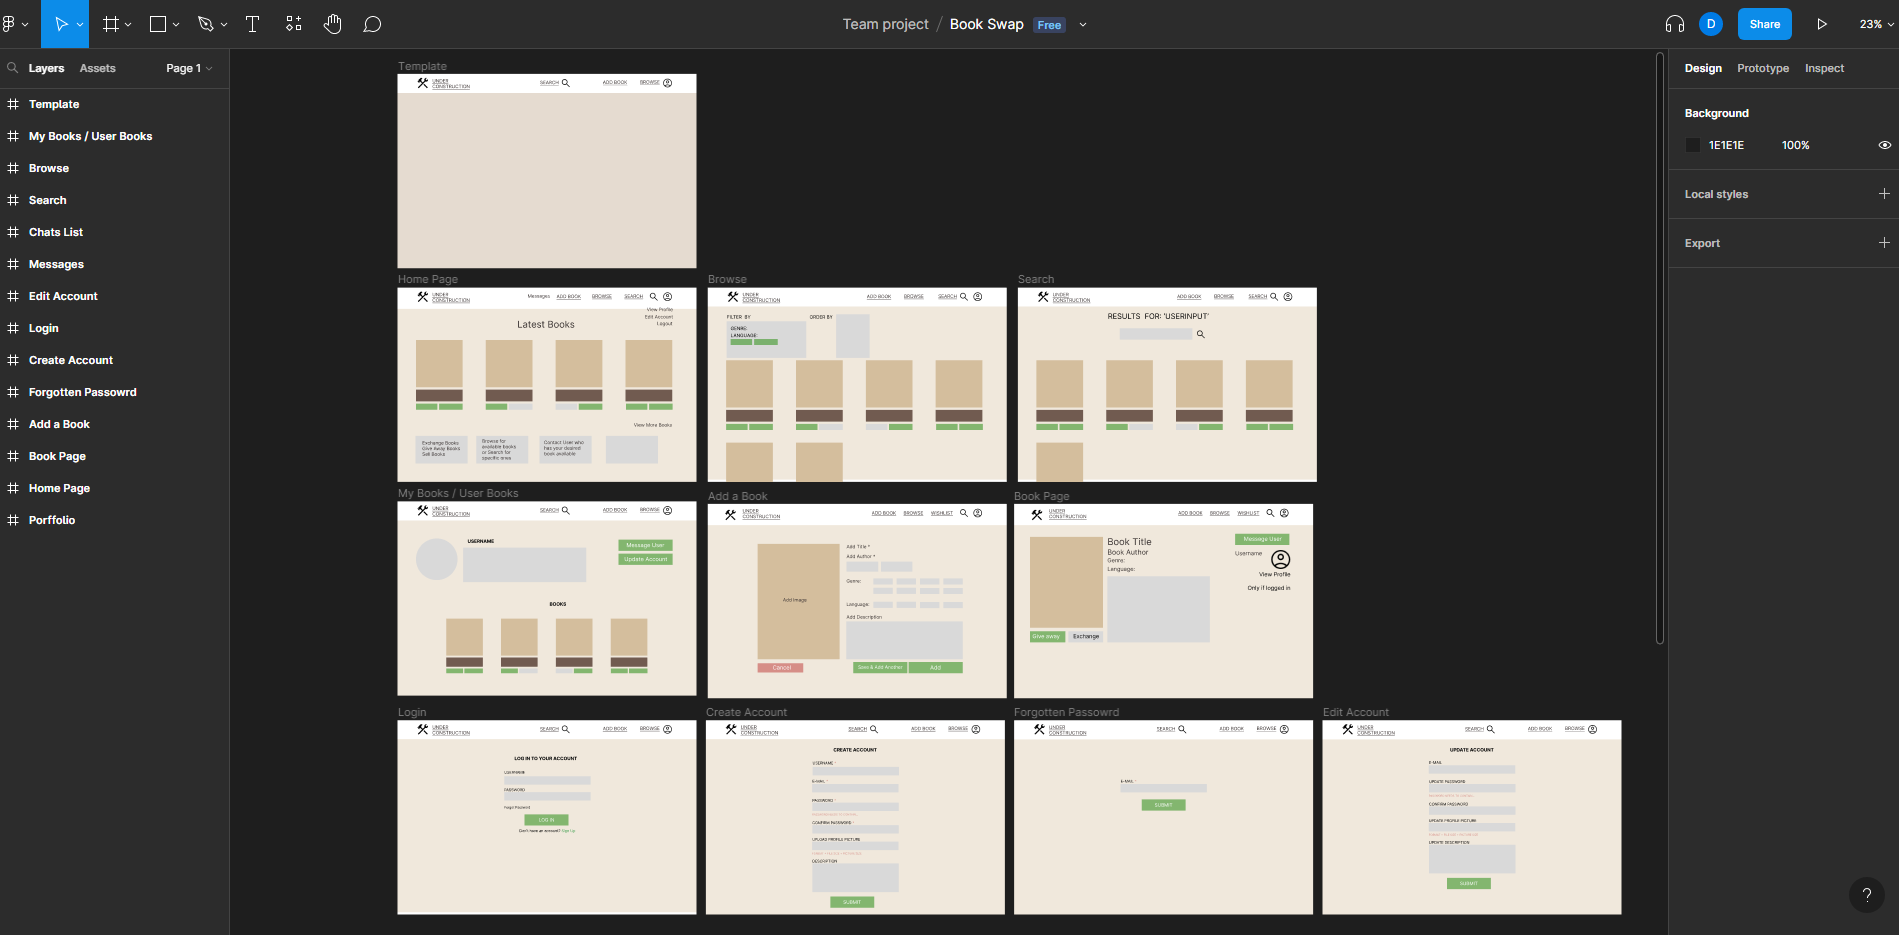 Team project / Book Swap Free
D
Share
23%
Layers
Assets
Page 1
Template
My Books / User Books
Browse
Search
Chats List
Messages
Edit Account
Login
Create Account
Forgotten Passowrd
Add a Book
Book Page
Home Page
Porffolio
Design
Prototype
Inspect
Background
1E1E1E
100%
Local styles
Export
?
Template
UNDER
CONSTRUCTION
SEARCH
ADD BOOK
BROWSE
Home Page
UNDER
CONSTRUCTION
Messages
ADD BOOK
BROWSE
SEARCH
View Profile
Edit Account
Logout
Latest Books
View More Books
Exchange Books
Give Away Books
Sell Books
Browse for
available books
or Search for
specific ones
Contact User who
has your desired
book available
Browse
UNDER
CONSTRUCTION
ADD BOOK
BROWSE
SEARCH
FILTER BY
GENRE:
LANGUAGE:
ORDER BY
Search
UNDER
CONSTRUCTION
ADD BOOK
BROWSE
SEARCH
RESULTS FOR: 'USERINPUT'
My Books / User Books
UNDER
CONSTRUCTION
SEARCH
ADD BOOK
BROWSE
USERNAME
Message User
Update Account
BOOKS
Add a Book
UNDER
CONSTRUCTION
ADD BOOK
BROWSE
WISHLIST
Add Title *
Add Author *
Genre:
Language:
Add Description
Add Image
Cancel
Save & Add Another
Add
Book Page
UNDER
CONSTRUCTION
ADD BOOK
BROWSE
WISHLIST
Book Title
Book Author
Genre:
Language:
Message User
Username
View Profile
Only if logged in
Give away
Exchange
Login
UNDER
CONSTRUCTION
SEARCH
ADD BOOK
BROWSE
LOG IN TO YOUR ACCOUNT
USERNAME
PASSWORD
Forgot Password
LOG IN
Don't have an account? Sign Up
Create Account
UNDER
CONSTRUCTION
SEARCH
ADD BOOK
BROWSE
CREATE ACCOUNT
USERNAME *
E-MAIL *
PASSWORD *
CONFIRM PASSWORD *
UPLOAD PROFILE PICTURE
DESCRIPTION
SUBMIT
Forgotten Passowrd
UNDER
CONSTRUCTION
SEARCH
ADD BOOK
BROWSE
E-MAIL *
SUBMIT
Edit Account
UNDER
CONSTRUCTION
SEARCH
ADD BOOK
BROWSE
UPDATE ACCOUNT
E-MAIL
UPDATE PASSWORD
CONFIRM PASSWORD
UPDATE PROFILE PICTURE
UPDATE DESCRIPTION
SUBMIT